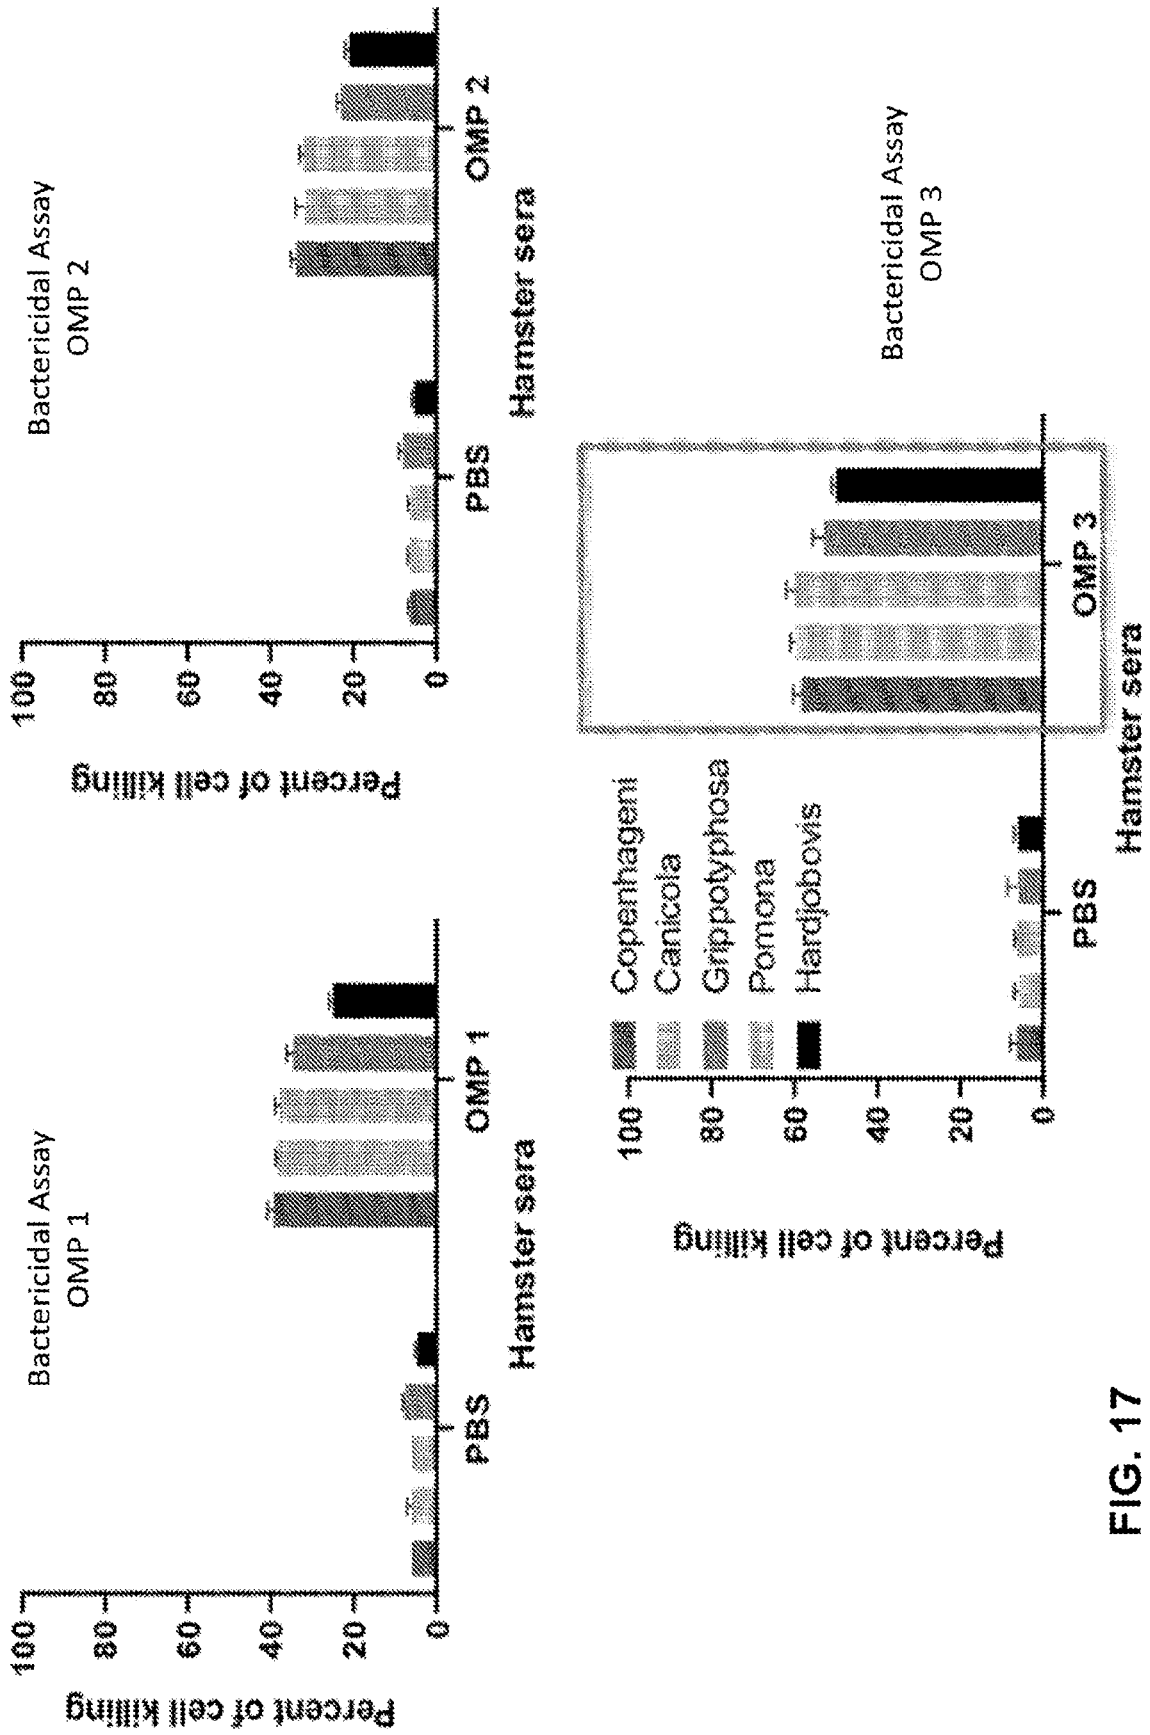 Bactericidal Assay
OMP 1
Percent of cell killing
100
80
60
40
20
0
PBS
OMP 1
Hamster sera
Bactericidal Assay
OMP 2
Percent of cell killing
100
80
60
40
20
0
PBS
OMP 2
Hamster sera
Percent of cell killing
100
80
60
40
20
0
Copenhageni
Canicola
Grippotyphosa
Pomona
Hardjobovis
PBS
OMP 3
Hamster sera
Bactericidal Assay
OMP 3
FIG. 17